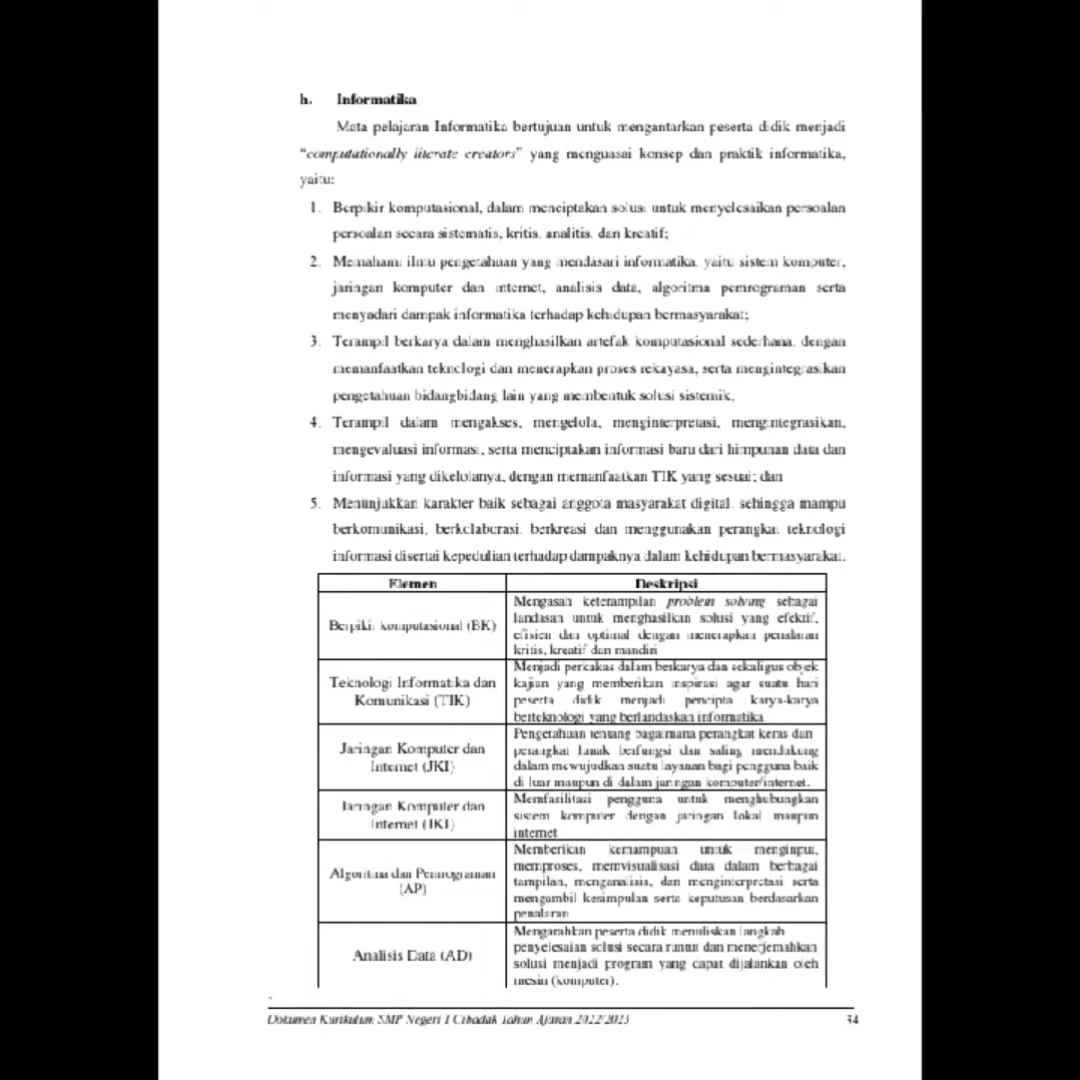 h. Informatika
Mata pelajaran Informatika bertujuan untuk mengantarkan peserta didik menjadi
“computationally literate creators” yang menguasai konsep dan praktik informatika,
yaitu:
1. Berpikir komputasional, dalam menciptakan solusi untuk menyelesaikan persoalan
persoalan secara sistematis, kritis, analitis, dan kreatif;
2. Memahami ilmu pengetahuan yang mendasari informatika, yaitu sistem komputer,
jaringan komputer dan internet, analisis data, algoritma pemrograman serta
menyadari dampak informatika terhadap kehidupan bermasyarakat;
3. Terampil berkarya dalam menghasilkan artefak komputasional sederhana, dengan
memanfaatkan teknologi dan menerapkan proses rekayasa, serta mengintegrasikan
pengetahuan bidangbidang lain yang membentuk solusi sistemik;
4. Terampil dalam mengakses, mengelola, menginterpretasi, mengintegrasikan,
mengevaluasi informasi, serta menciptakan informasi baru dari himpunan data dan
informasi yang dikelolanya, dengan memanfaatkan TIK yang sesuai; dan
5. Menunjukkan karakter baik sebagai anggota masyarakat digital, sehingga mampu
berkomunikasi, berkolaborasi, berkreasi dan menggunakan perangkat teknologi
informasi disertai kepedulian terhadap dampaknya dalam kehidupan bermasyarakat.
Elemen Deskripsi
Berpikir komputasional (BK)
Mengasah keterampilan problem solving sebagai
landasan untuk menghasilkan solusi yang efektif,
efisien dan optimal dengan menerapkan penalaran
kritis, kreatif dan mandiri
Teknologi Informatika dan
Komunikasi (TIK)
Menjadi perkakas dalam berkarya dan sekaligus objek
kajian yang memberikan inspirasi agar suatu hari
peserta didik menjadi pencipta karya-karya
berteknologi yang berlandaskan informatika
Jaringan Komputer dan
Internet (JKI)
Pengetahuan tentang bagaimana perangkat keras dan
perangkat lunak berfungsi dan saling mendukung
dalam mewujudkan suatu layanan bagi pengguna baik
di luar maupun di dalam jaringan komputer/internet.
Jaringan Komputer dan
Internet (JKI)
Memfasilitasi pengguna untuk menghubungkan
sistem komputer dengan jaringan lokal maupun
internet
Algoritma dan Pemrograman
(AP)
Memberikan kemampuan untuk menginput,
memproses, memvisualisasi data dalam berbagai
tampilan, menganalisis, dan menginterpretasi serta
mengambil kesimpulan serta keputusan berdasarkan
penalaran
Analisis Data (AD)
Mengarahkan peserta didik menuliskan langkah
penyelesaian solusi secara runtut dan menerjemahkan
solusi menjadi program yang dapat dijalankan oleh
mesin (komputer).
Dokumen Kurikulum SMP Negeri 1 Cibadak Tahun Ajaran 2022/2023 34